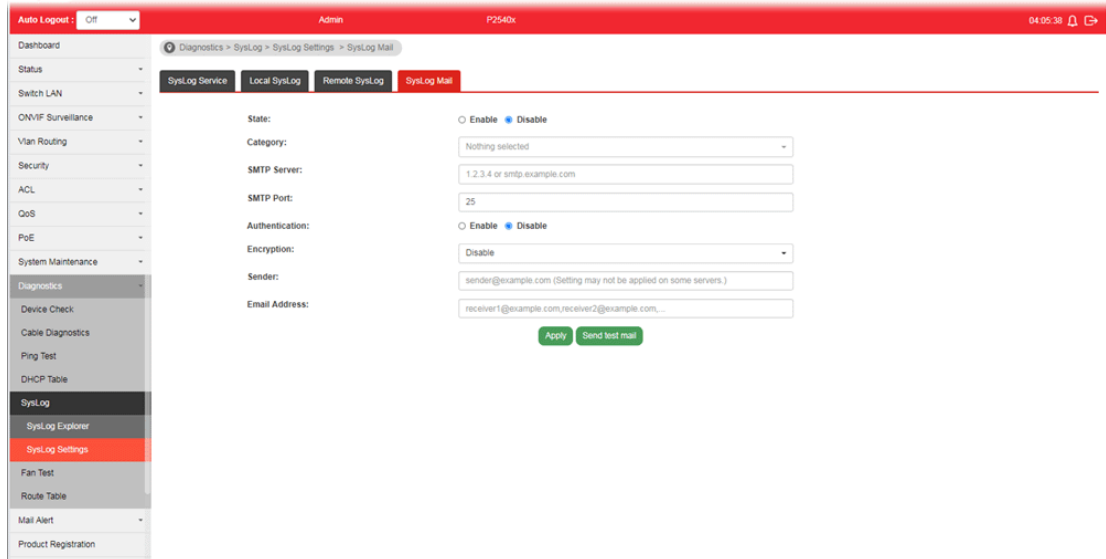 Auto Logout : Off Admin P2540x 04:05:38
Dashboard
Status
Switch LAN
ONVIF Surveillance
Vlan Routing
Security
ACL
QoS
PoE
System Maintenance
Diagnostics
Device Check
Cable Diagnostics
Ping Test
DHCP Table
SysLog
SysLog Explorer
SysLog Settings
Fan Test
Route Table
Mail Alert
Product Registration
Diagnostics > SysLog > SysLog Settings > SysLog Mail
SysLog Service Local SysLog Remote SysLog SysLog Mail
State: Enable Disable
Category: Nothing selected
SMTP Server: 1.2.3.4 or smtp.example.com
SMTP Port: 25
Authentication: Enable Disable
Encryption: Disable
Sender: sender@example.com (Setting may not be applied on some servers.)
Email Address: receiver1@example.com,receiver2@example.com,...
Apply Send test mail